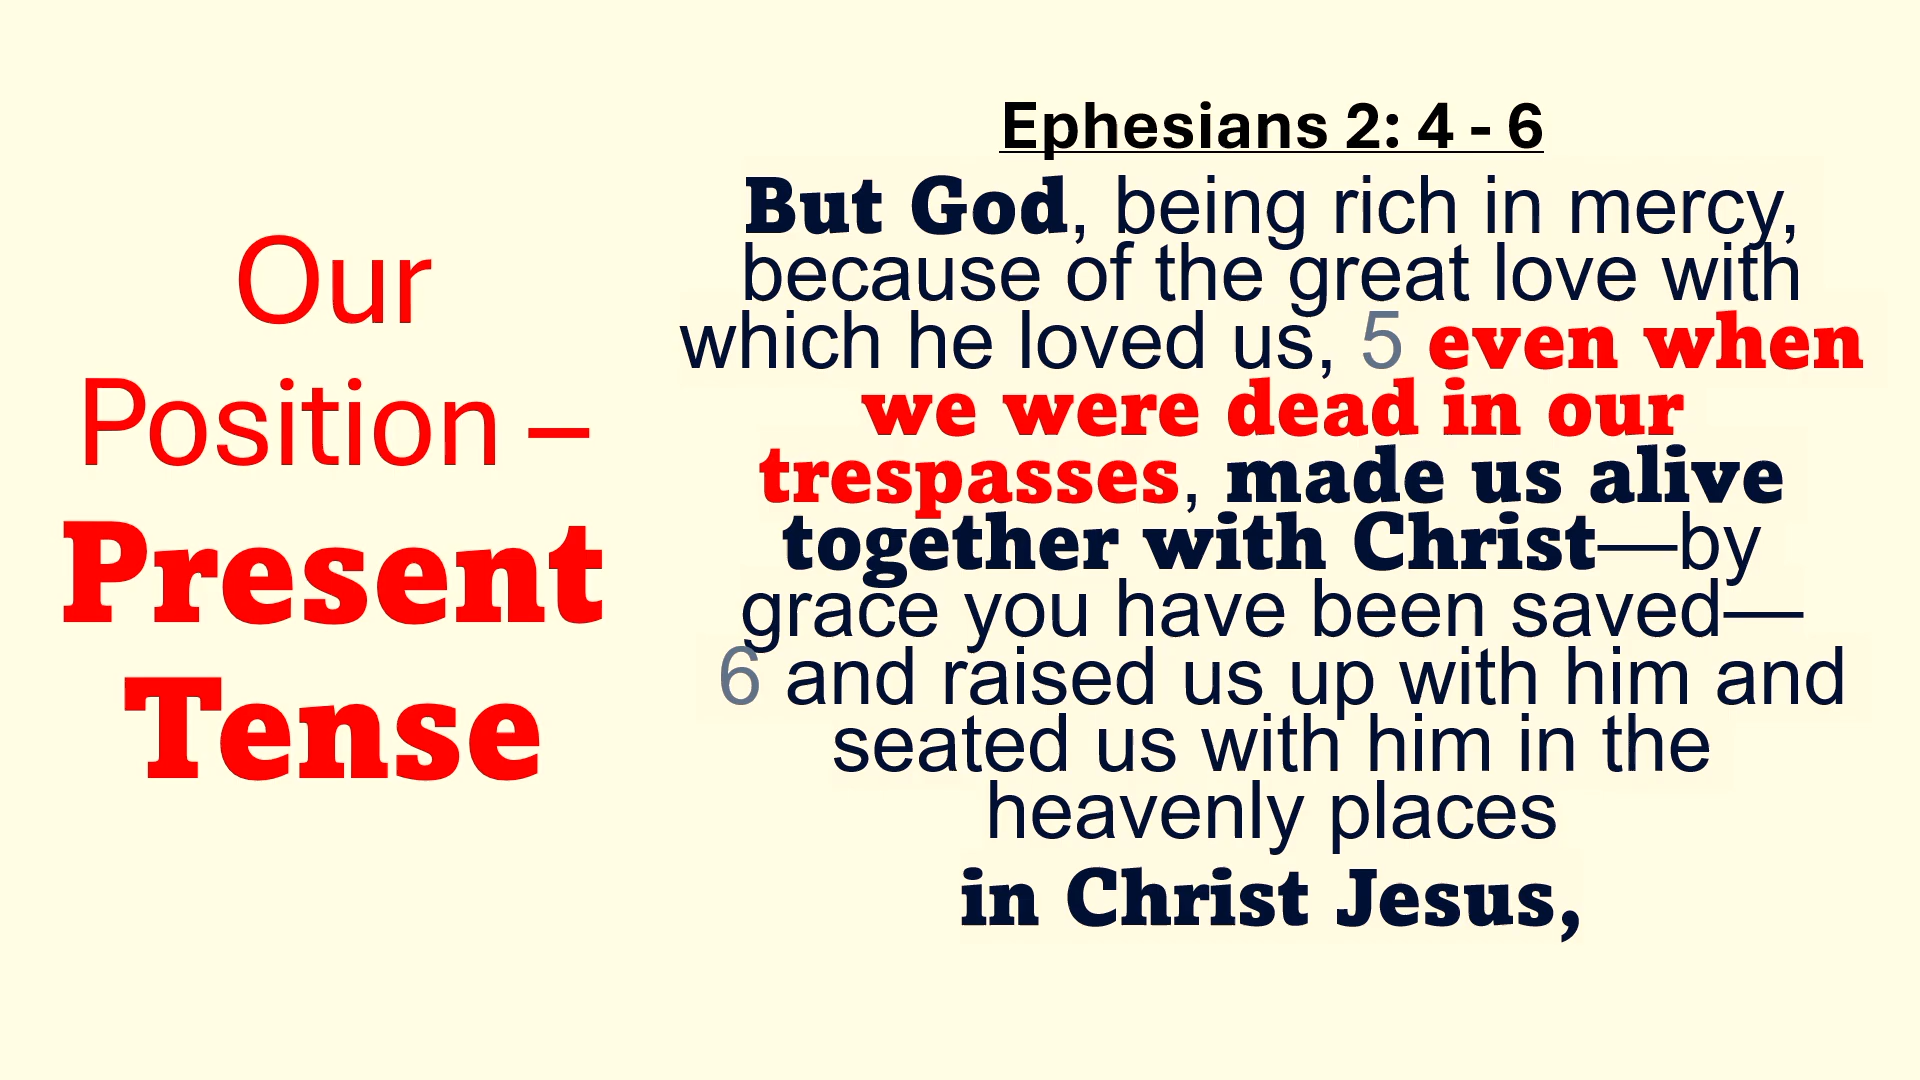 Our
Position –
Present
Tense
Ephesians 2: 4 - 6
But God, being rich in mercy,
because of the great love with
which he loved us, 5 even when
we were dead in our
trespasses, made us alive
together with Christ—by
grace you have been saved—
6 and raised us up with him and
seated us with him in the
heavenly places
in Christ Jesus,